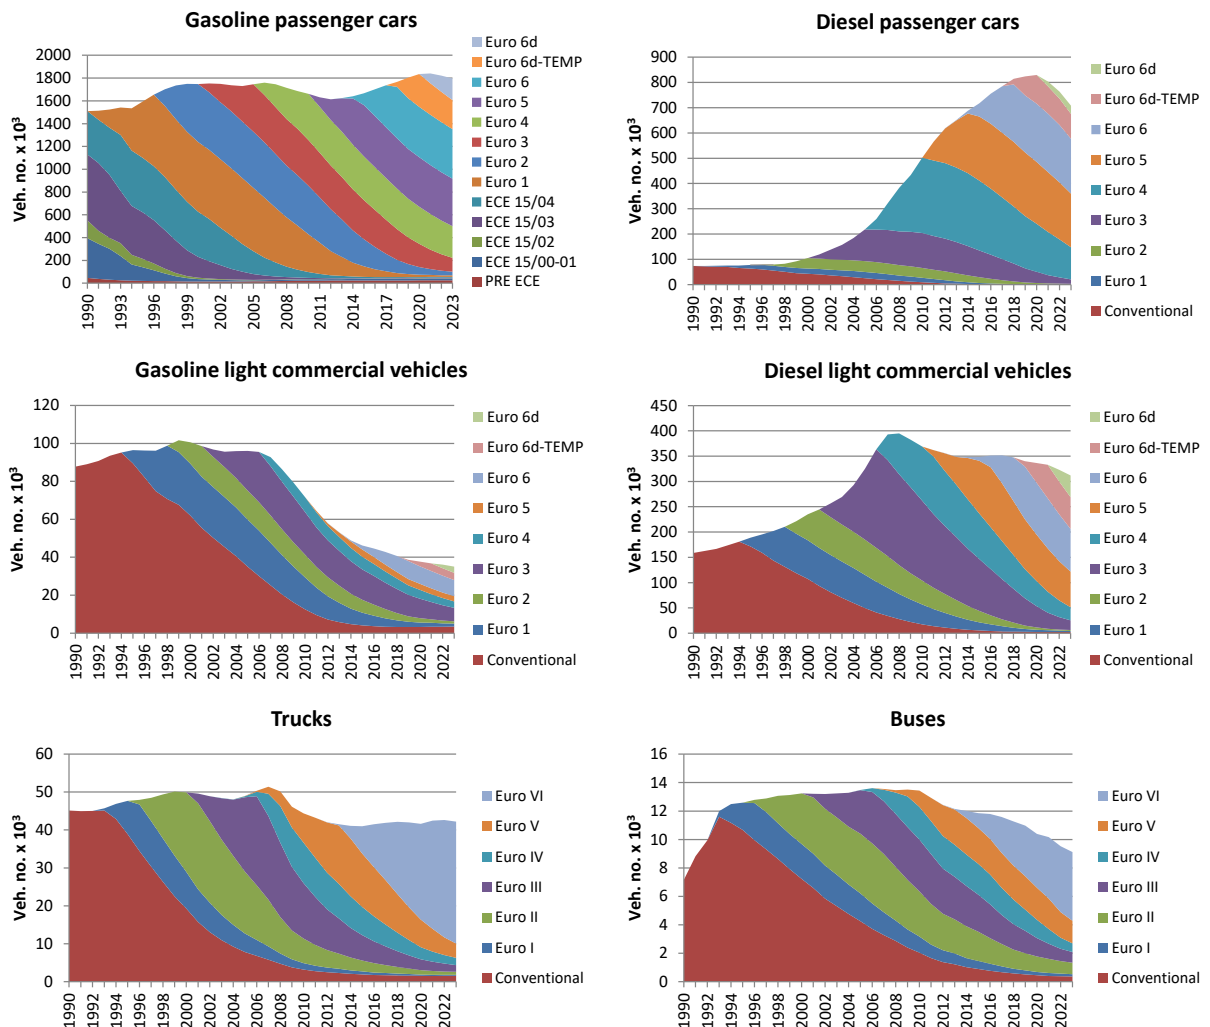 Gasoline passenger cars
Veh. no. x 10³
2000
1800
1600
1400
1200
1000
800
600
400
200
0
1990
1993
1996
1999
2002
2005
2008
2011
2014
2017
2020
2023
Euro 6d
Euro 6d-TEMP
Euro 6
Euro 5
Euro 4
Euro 3
Euro 2
Euro 1
ECE 15/04
ECE 15/03
ECE 15/02
ECE 15/00-01
PRE ECE
Diesel passenger cars
Veh. no. x 10³
900
800
700
600
500
400
300
200
100
0
1990
1992
1994
1996
1998
2000
2002
2004
2006
2008
2010
2012
2014
2016
2018
2020
2022
Euro 6d
Euro 6d-TEMP
Euro 6
Euro 5
Euro 4
Euro 3
Euro 2
Euro 1
Conventional
Gasoline light commercial vehicles
Veh. no. x 10³
120
100
80
60
40
20
0
1990
1992
1994
1996
1998
2000
2002
2004
2006
2008
2010
2012
2014
2016
2018
2020
2022
Euro 6d
Euro 6d-TEMP
Euro 6
Euro 5
Euro 4
Euro 3
Euro 2
Euro 1
Conventional
Diesel light commercial vehicles
Veh. no. x 10³
450
400
350
300
250
200
150
100
50
0
1990
1992
1994
1996
1998
2000
2002
2004
2006
2008
2010
2012
2014
2016
2018
2020
2022
Euro 6d
Euro 6d-TEMP
Euro 6
Euro 5
Euro 4
Euro 3
Euro 2
Euro 1
Conventional
Trucks
Veh. no. x 10³
60
50
40
30
20
10
0
1990
1992
1994
1996
1998
2000
2002
2004
2006
2008
2010
2012
2014
2016
2018
2020
2022
Euro VI
Euro V
Euro IV
Euro III
Euro II
Euro I
Conventional
Buses
Veh. no. x 10³
16
14
12
10
8
6
4
2
0
1990
1992
1994
1996
1998
2000
2002
2004
2006
2008
2010
2012
2014
2016
2018
2020
2022
Euro VI
Euro V
Euro IV
Euro III
Euro II
Euro I
Conventional